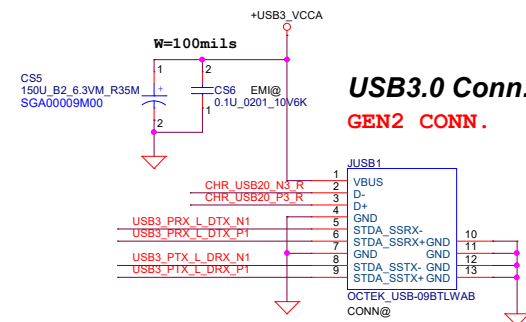 +USB3_VCCA
W=100mils
1
2
CS5
150U_B2_6.3VM_R35M
SGA00009M00
+
CS6
EMI@
0.1U_0201_10V6K
1
2
USB3.0 Conn.
GEN2 CONN.
JUSB1
1
VBUS
CHR_USB20_N3_R
2
D-
CHR_USB20_P3_R
3
D+
4
GND
USB3_PRX_L_DTX_N1
5
STDA_SSRX-
USB3_PRX_L_DTX_P1
6
STDA_SSRX+
GND
10
7
GND
GND
11
USB3_PTX_L_DRX_N1
8
STDA_SSTX-
GND
12
USB3_PTX_L_DRX_P1
9
STDA_SSTX+
GND
13
OCTEK_USB-09BTLWAB
CONN@